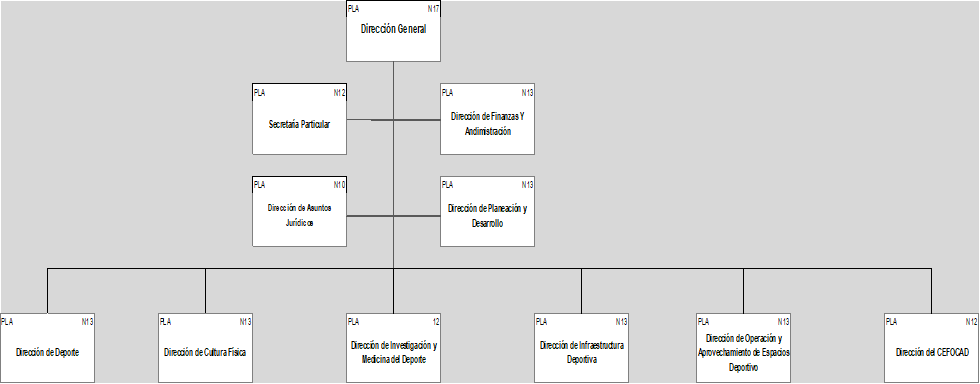 PLA N17
Dirección General
PLA N12
Secretaría Particular
PLA N13
Dirección de Finanzas Y
Andimistración
PLA N10
Dirección de Asuntos
Jurídicos
PLA N13
Dirección de Planeación y
Desarrollo
PLA N13
Dirección de Deporte
PLA N13
Dirección de Cultura Física
PLA 12
Dirección de Investigación y
Medicina del Deporte
PLA N13
Dirección de Infraestructura
Deportiva
PLA N13
Dirección de Operación y
Aprovechamiento de Espacios
Deportivo
PLA N12
Dirección del CEFOCAD